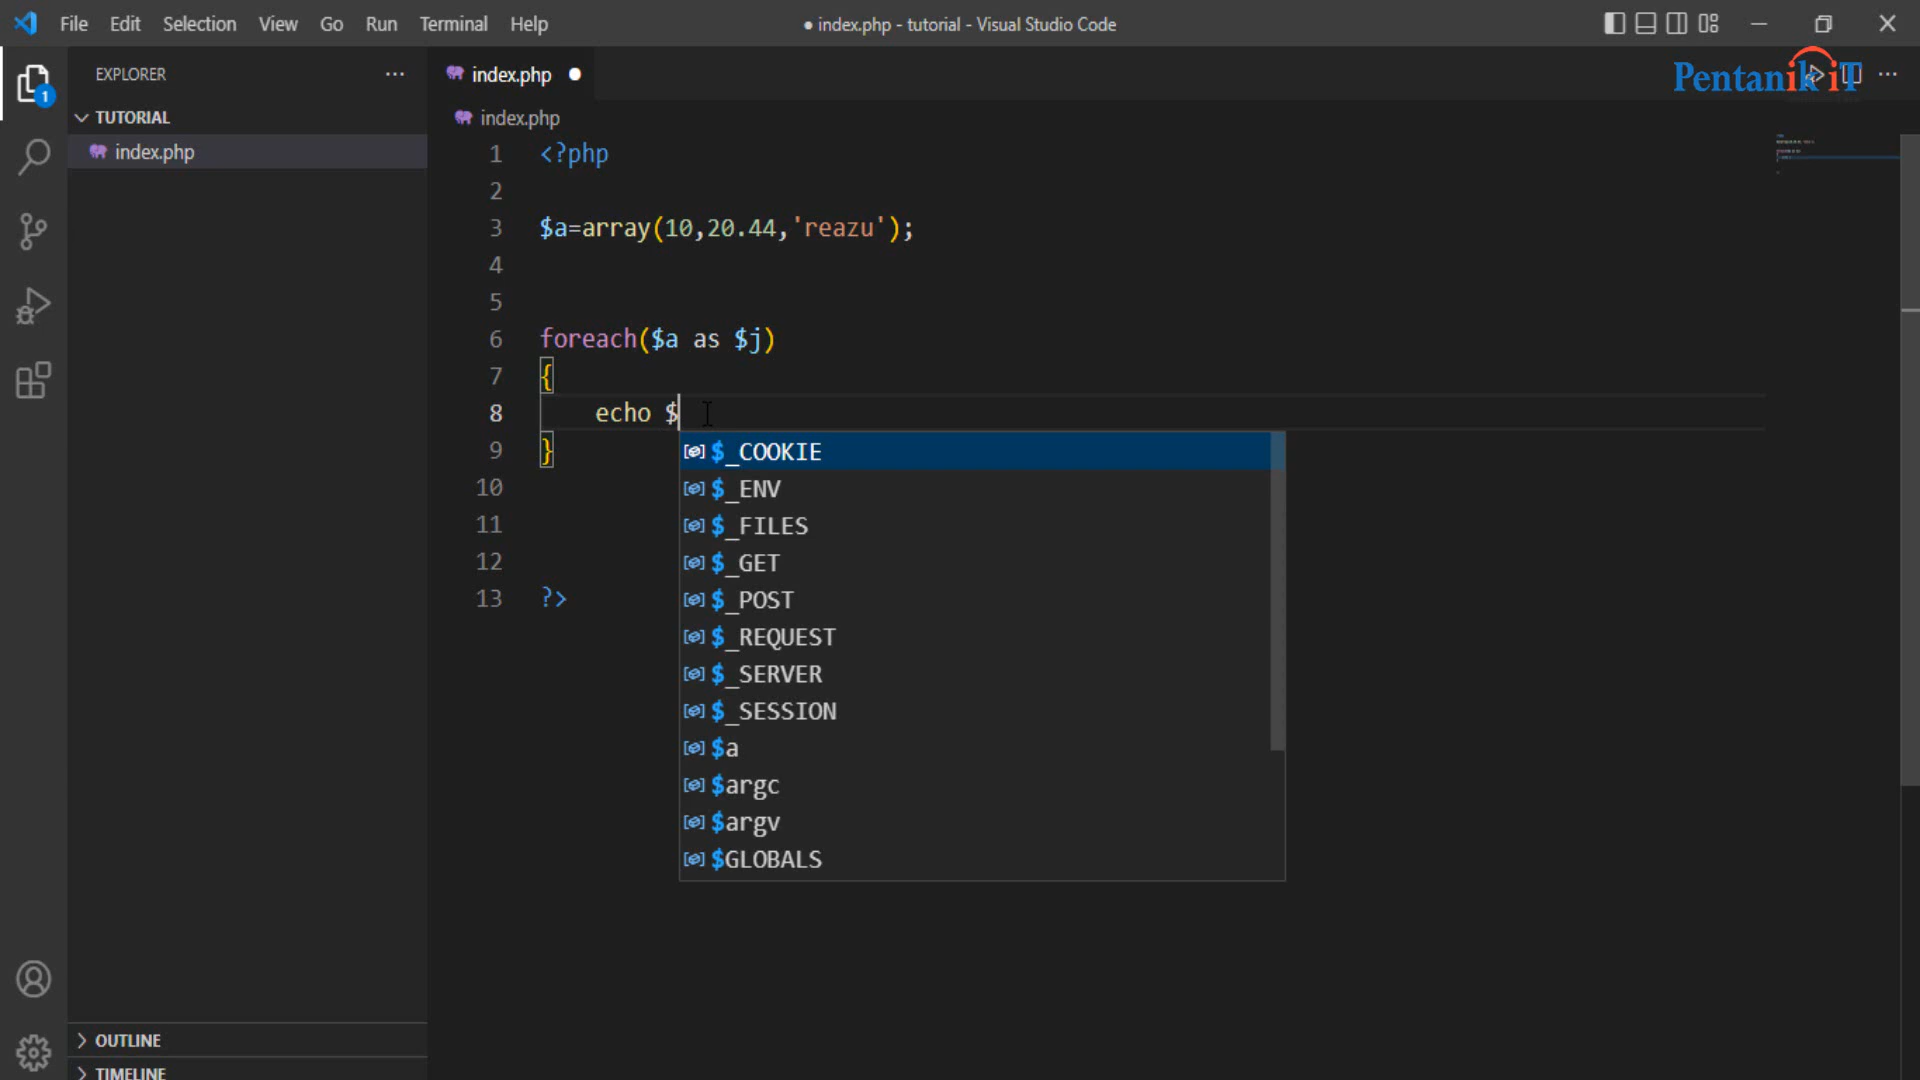 File Edit Selection View Go Run Terminal Help
● index.php - tutorial - Visual Studio Code
EXPLORER
index.php
Pentanik iT
1
TUTORIAL
index.php
index.php
1 <?php
2
3 $a=array(10,20.44,'reazu');
4
5
6 foreach($a as $j)
7 {
8 echo $
9 }
10
11
12
13 ?>
$_COOKIE
$_ENV
$_FILES
$_GET
$_POST
$_REQUEST
$_SERVER
$_SESSION
$a
$argc
$argv
$GLOBALS
OUTLINE
TIMELINE